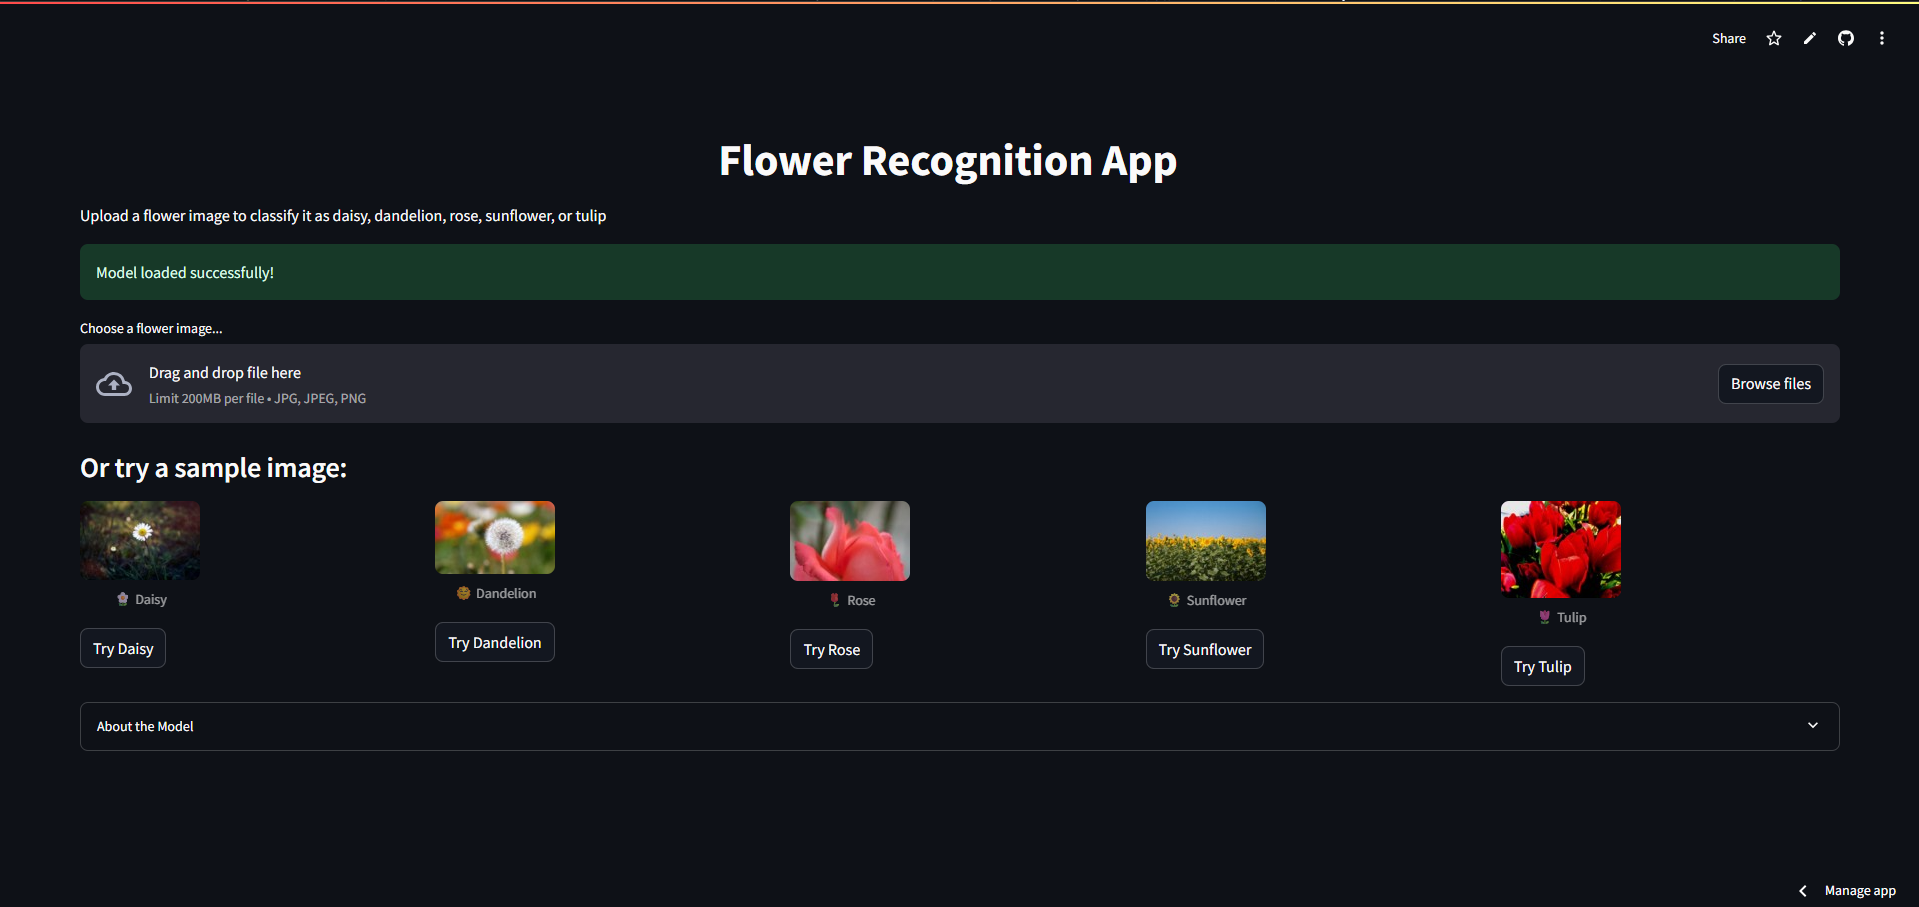 Share
Flower Recognition App
Upload a flower image to classify it as daisy, dandelion, rose, sunflower, or tulip
Model loaded successfully!
Choose a flower image...
Drag and drop file here
Limit 200MB per file • JPG, JPEG, PNG
Browse files
Or try a sample image:
Daisy
Dandelion
Rose
Sunflower
Tulip
Try Daisy
Try Dandelion
Try Rose
Try Sunflower
Try Tulip
About the Model
Manage app